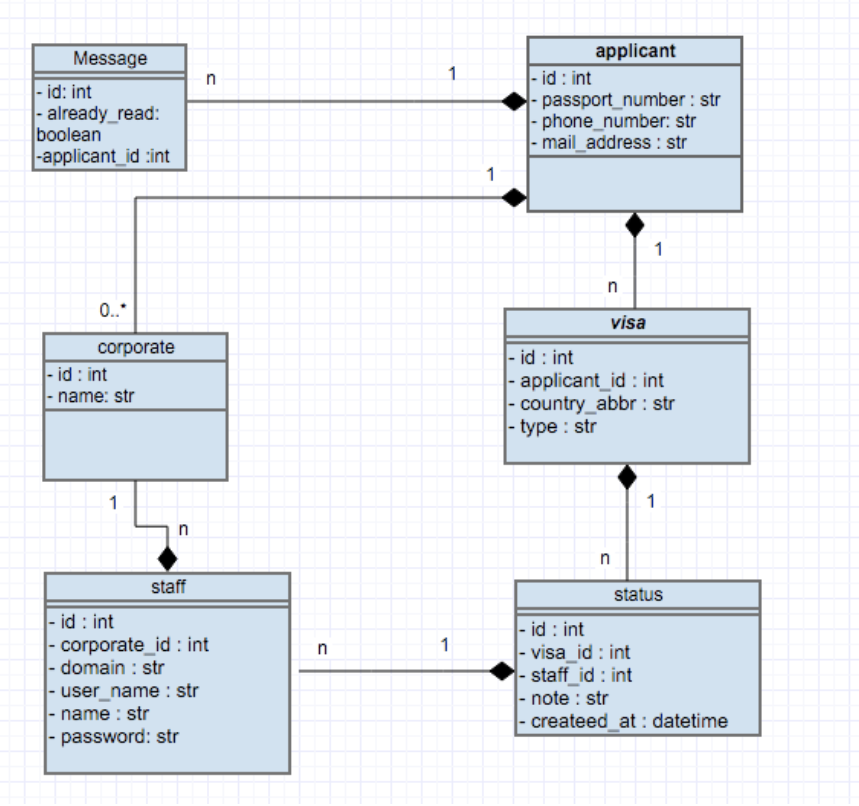 Message
- id: int
- already_read:
boolean
-applicant_id :int
n
1
applicant
- id : int
- passport_number : str
- phone_number: str
- mail_address : str
1
0..*
1
n
corporate
- id : int
- name: str
visa
- id : int
- applicant_id : int
- country_abbr : str
- type : str
1
n
1
n
staff
- id : int
- corporate_id : int
- domain : str
- user_name : str
- name : str
- password: str
n
1
status
- id : int
- visa_id : int
- staff_id : int
- note : str
- createed_at : datetime